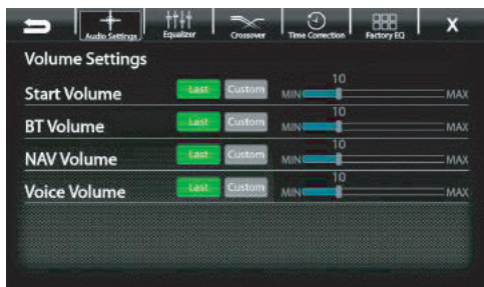 Audio Settings Equalizer Crossover Time Correction Factory EQ X
Volume Settings
10
Start Volume Last Custom MIN MAX
10
BT Volume Last Custom MIN MAX
10
NAV Volume Last Custom MIN MAX
10
Voice Volume Last Custom MIN MAX